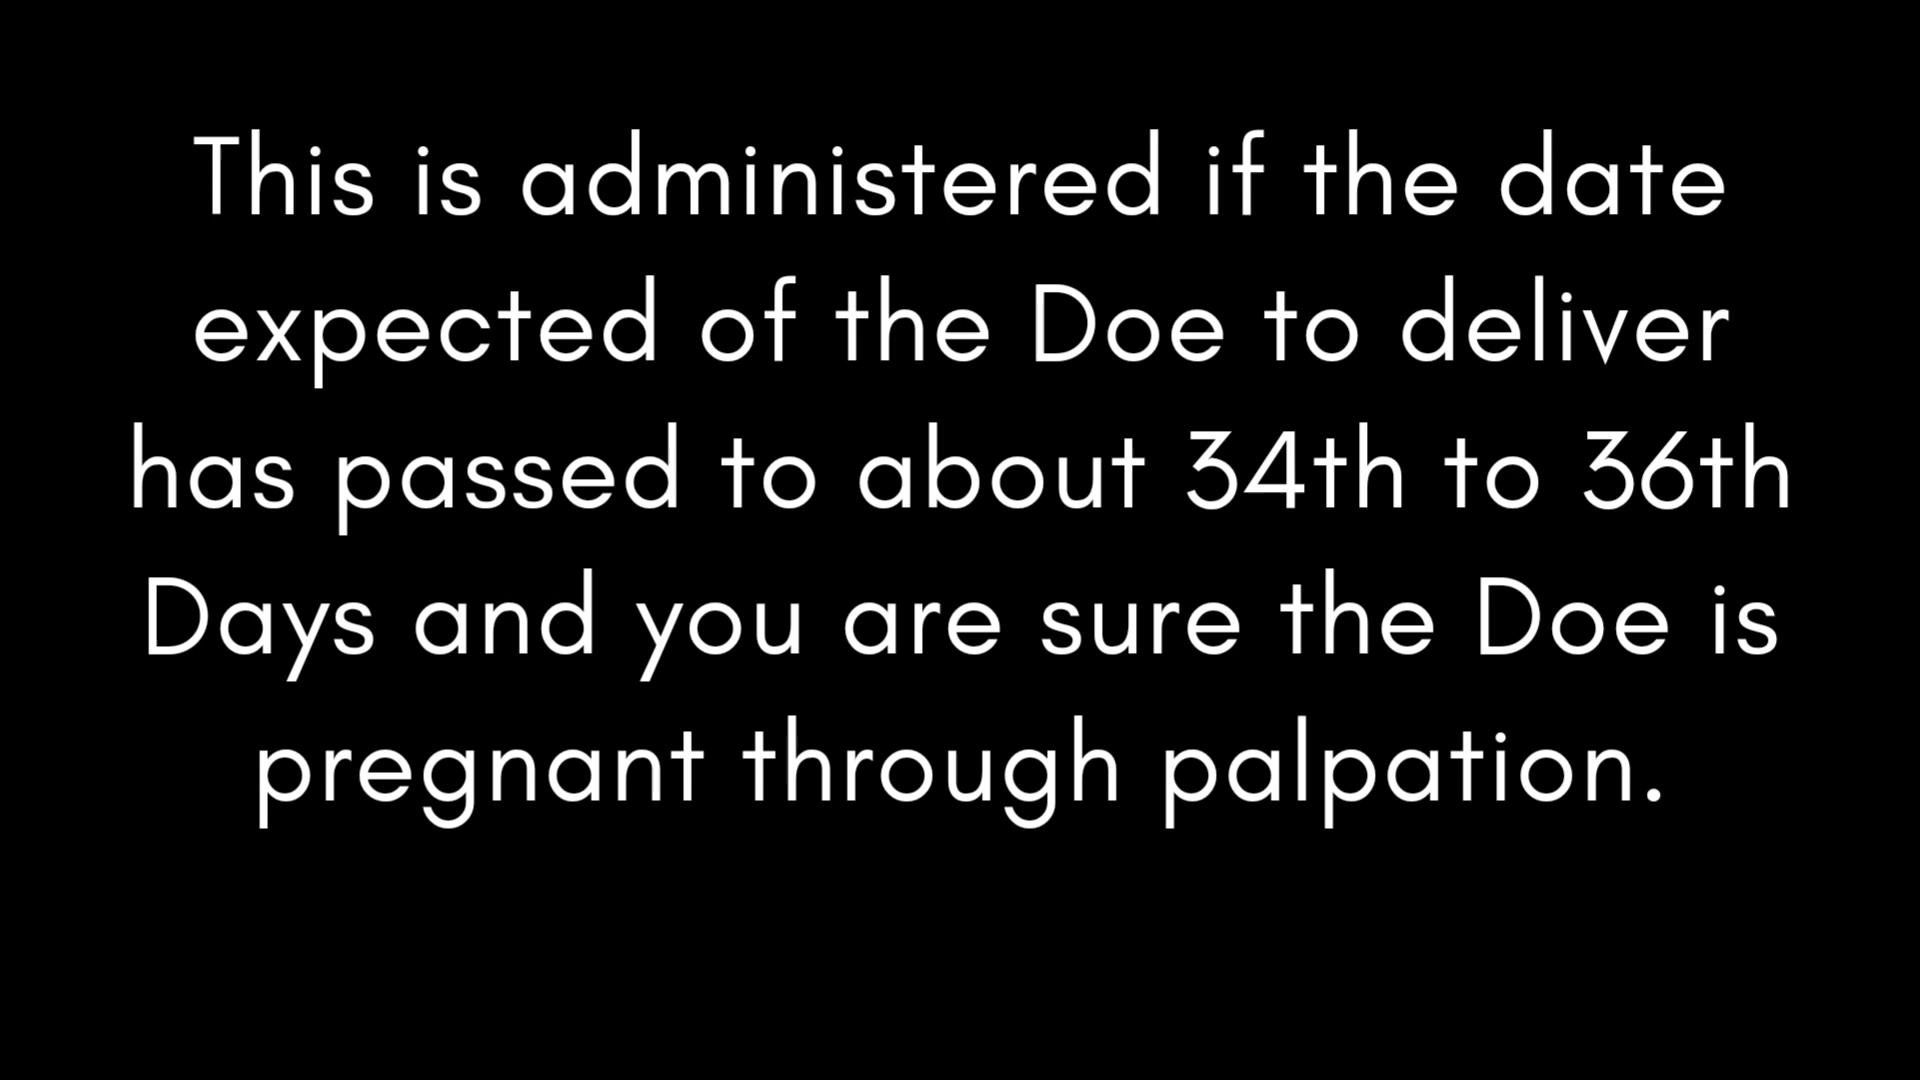 This is administered if the date
expected of the Doe to deliver
has passed to about 34th to 36th
Days and you are sure the Doe is
pregnant through palpation.